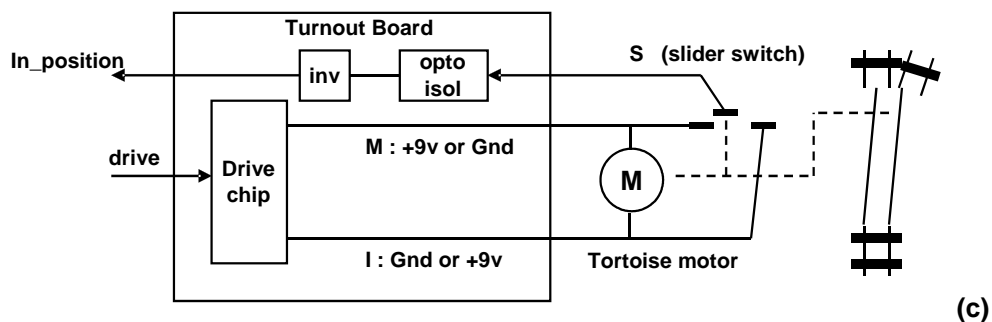 Turnout Board
In_position
inv
opto
isol
S (slider switch)
M : +9v or Gnd
drive
Drive
chip
M
I : Gnd or +9v
Tortoise motor
(c)